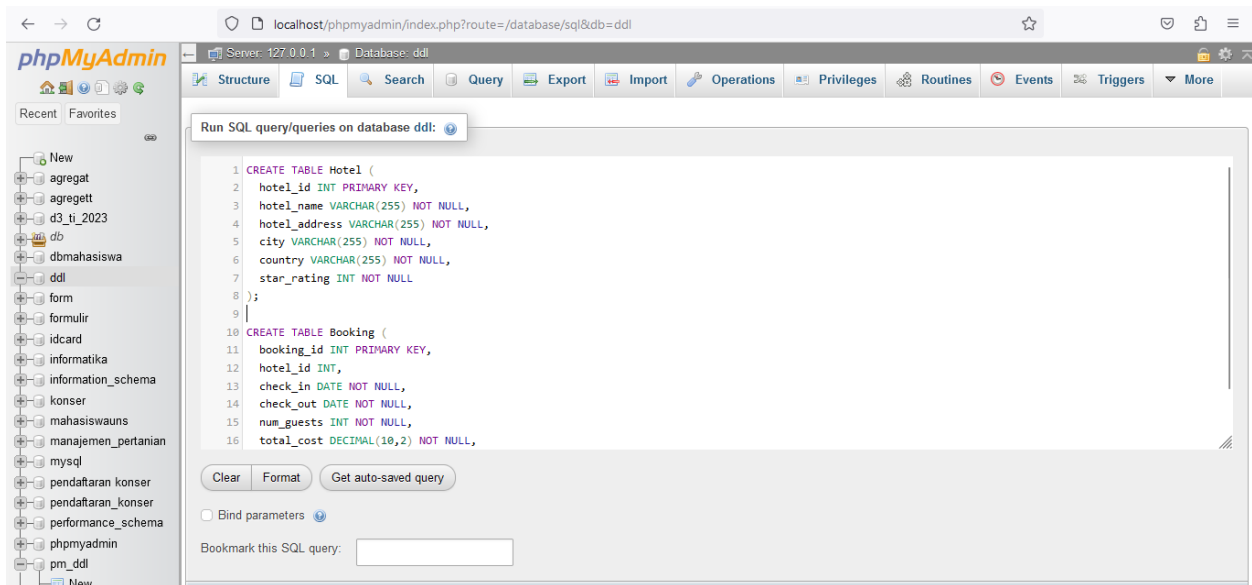 localhost/phpmyadmin/index.php?route=/database/sql&db=ddl
phpMyAdmin
Recent Favorites
New
agregat
agregett
d3_ti_2023
db
dbmahasiswa
ddl
form
formulir
idcard
informatika
information_schema
konser
mahasiswauns
manajemen_pertanian
mysql
pendaftaran konser
pendaftaran_konser
performance_schema
phpmyadmin
pm_ddl
New
Server: 127.0.0.1 » Database: ddl
Structure SQL Search Query Export Import Operations Privileges Routines Events Triggers More
Run SQL query/queries on database ddl:
1 CREATE TABLE Hotel (
2 hotel_id INT PRIMARY KEY,
3 hotel_name VARCHAR(255) NOT NULL,
4 hotel_address VARCHAR(255) NOT NULL,
5 city VARCHAR(255) NOT NULL,
6 country VARCHAR(255) NOT NULL,
7 star_rating INT NOT NULL
8 );
9
10 CREATE TABLE Booking (
11 booking_id INT PRIMARY KEY,
12 hotel_id INT,
13 check_in DATE NOT NULL,
14 check_out DATE NOT NULL,
15 num_guests INT NOT NULL,
16 total_cost DECIMAL(10,2) NOT NULL,
Clear Format Get auto-saved query
Bind parameters
Bookmark this SQL query: